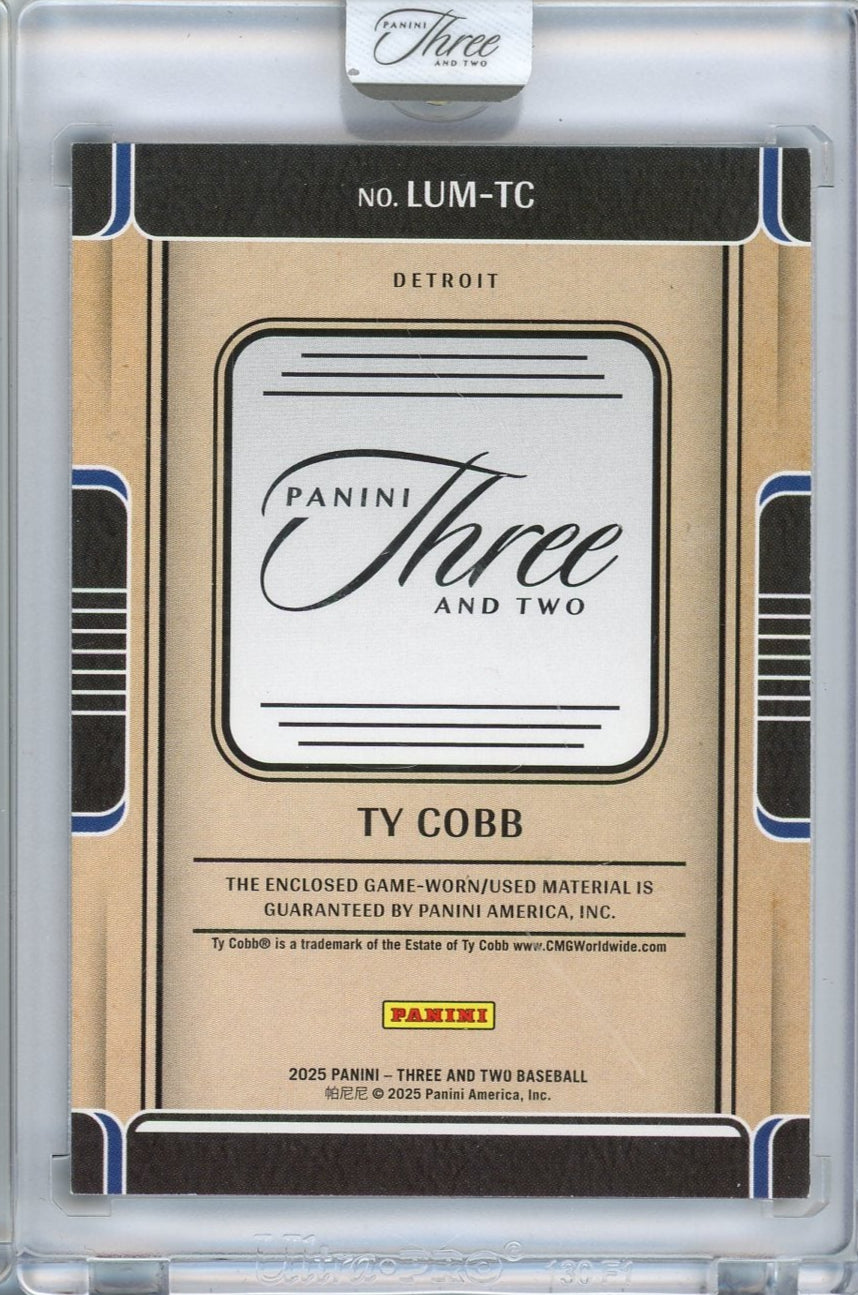 PANINI
Three
AND TWO
NO. LUM-TC
DETROIT
PANINI
Three
AND TWO
TY COBB
THE ENCLOSED GAME-WORN/USED MATERIAL IS
GUARANTEED BY PANINI AMERICA, INC.
Ty Cobb® is a trademark of the Estate of Ty Cobb www.CMGWorldwide.com
PANINI
2025 PANINI – THREE AND TWO BASEBALL
帕尼尼 © 2025 Panini America, Inc.
Ultra•PRO®